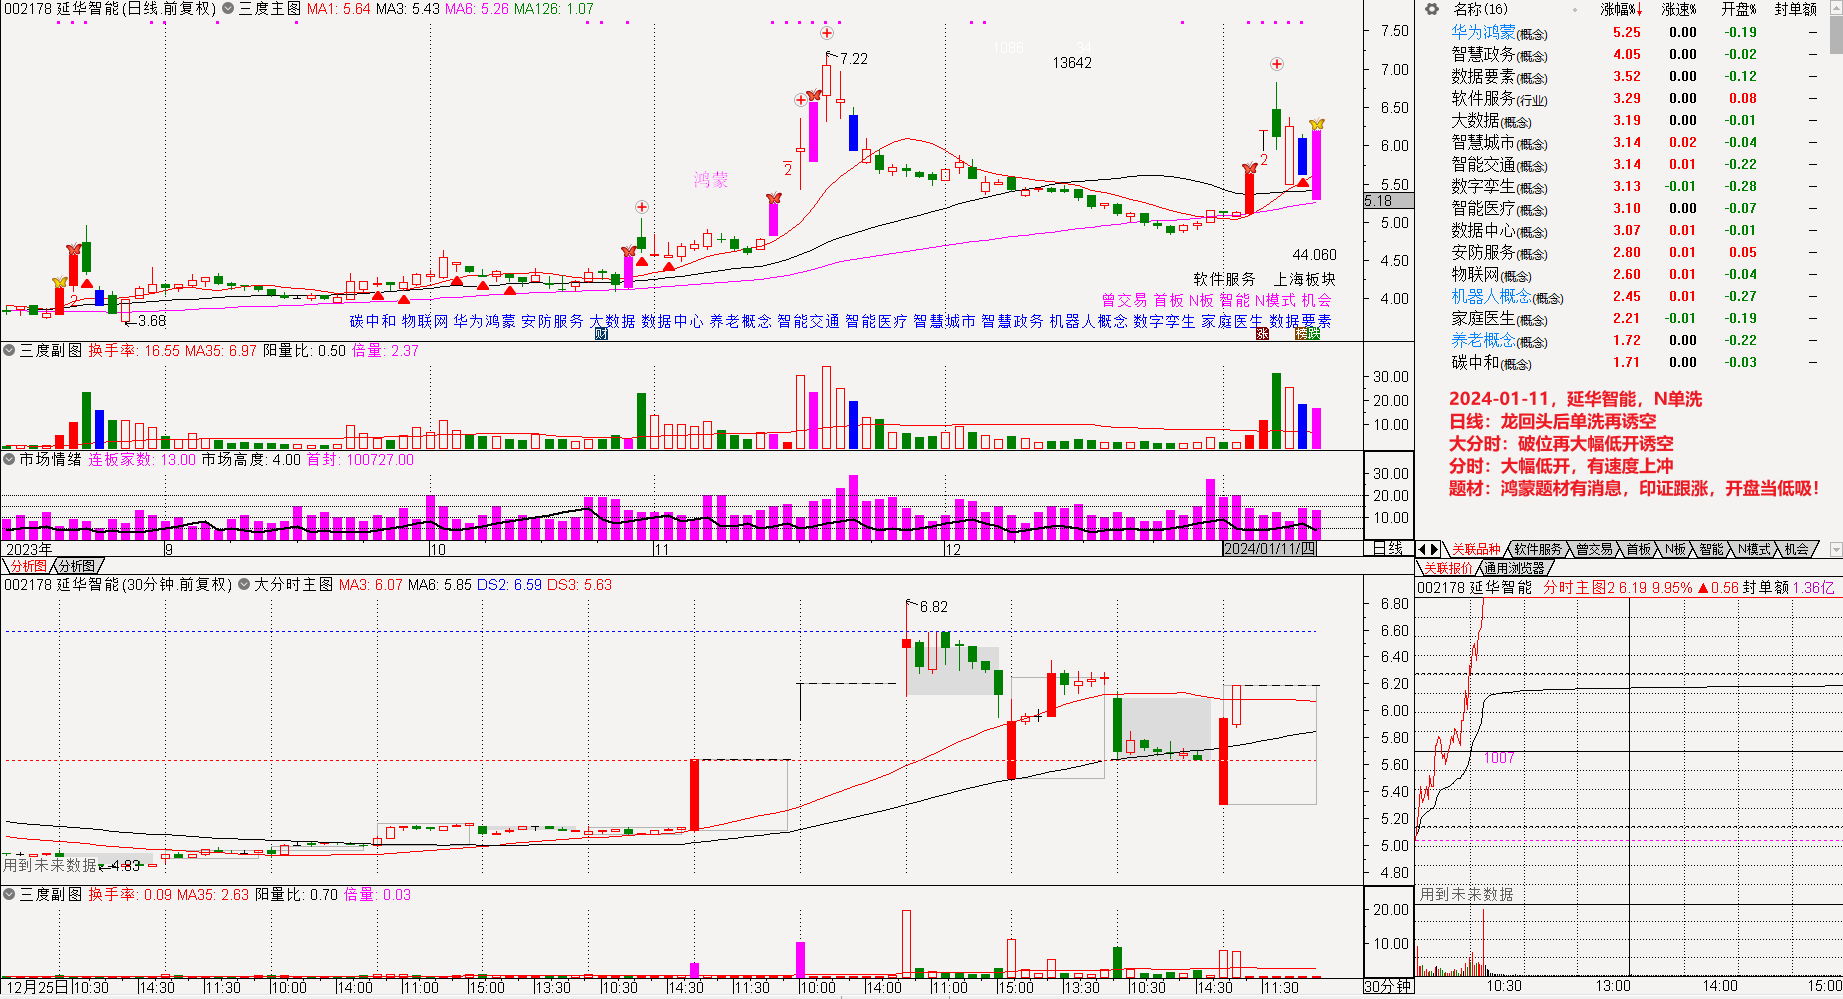 002178 延华智能(日线.前复权) 三度主图 MA1: 5.64 MA3: 5.43 MA6: 5.26 MA126: 1.07
7.50
7.00
6.50
6.00
5.50
5.18
5.00
4.50
4.00
1086 34
13642
7.22
鸿蒙
2
2
2
3.68
44.060
软件服务 上海板块
曾交易 首板 N板 智能 N模式 机会
碳中和 物联网 华为鸿蒙 安防服务 大数据 数据中心 养老概念 智能交通 智能医疗 智慧城市 智慧政务 机器人概念 数字孪生 家庭医生 数据要素
财
涨
三度副图 换手率: 16.55 MA35: 6.97 阳量比: 0.50 倍量: 2.37
30.00
20.00
10.00
市场情绪 连板家数: 13.00 市场高度: 4.00 首封: 100727.00
30.00
20.00
10.00
2023年 9 10 11 12 2024/01/11/四 日线
分析图 分析图
002178 延华智能(30分钟.前复权) 大分时主图 MA3: 6.07 MA6: 5.85 DS2: 6.59 DS3: 5.63
6.82
6.80
6.60
6.40
6.20
6.00
5.80
5.60
5.40
5.20
5.00
4.80
用到未来数据
4.83
三度副图 换手率: 0.09 MA35: 2.63 阳量比: 0.70 倍量: 0.03
20.00
10.00
12月25日 10:30 14:30 11:30 10:00 14:00 11:00 15:00 13:30 10:30 14:30 11:30 10:00 14:00 11:00 15:00 13:30 10:30 14:30 11:30 30分钟
名称(16) 涨幅%↓ 涨速% 开盘% 封单额
华为鸿蒙(概念) 5.25 0.00 -0.19 —
智慧政务(概念) 4.05 0.00 -0.02 —
数据要素(概念) 3.52 0.00 -0.12 —
软件服务(行业) 3.29 0.00 0.08 —
大数据(概念) 3.19 0.00 -0.01 —
智慧城市(概念) 3.14 0.02 -0.04 —
智能交通(概念) 3.14 0.01 -0.22 —
数字孪生(概念) 3.13 -0.01 -0.28 —
智能医疗(概念) 3.10 0.00 -0.07 —
数据中心(概念) 3.07 0.01 -0.01 —
安防服务(概念) 2.80 0.01 0.05 —
物联网(概念) 2.60 0.01 -0.04 —
机器人概念(概念) 2.45 0.01 -0.27 —
家庭医生(概念) 2.21 -0.01 -0.19 —
养老概念(概念) 1.72 0.00 -0.22 —
碳中和(概念) 1.71 0.00 -0.03 —
2024-01-11，延华智能，N单洗
日线：龙回头后单洗再诱空
大分时：破位再大幅低开诱空
分时：大幅低开，有速度上冲
题材：鸿蒙题材有消息，印证跟涨，开盘当低吸！
关联品种 软件服务 曾交易 首板 N板 智能 N模式 机会
关联报价 通用浏览器
002178 延华智能 分时主图2 6.19 9.95% ▲0.56 封单额 1.36亿
1007
用到未来数据
10:30 13:00 14:00 15:00